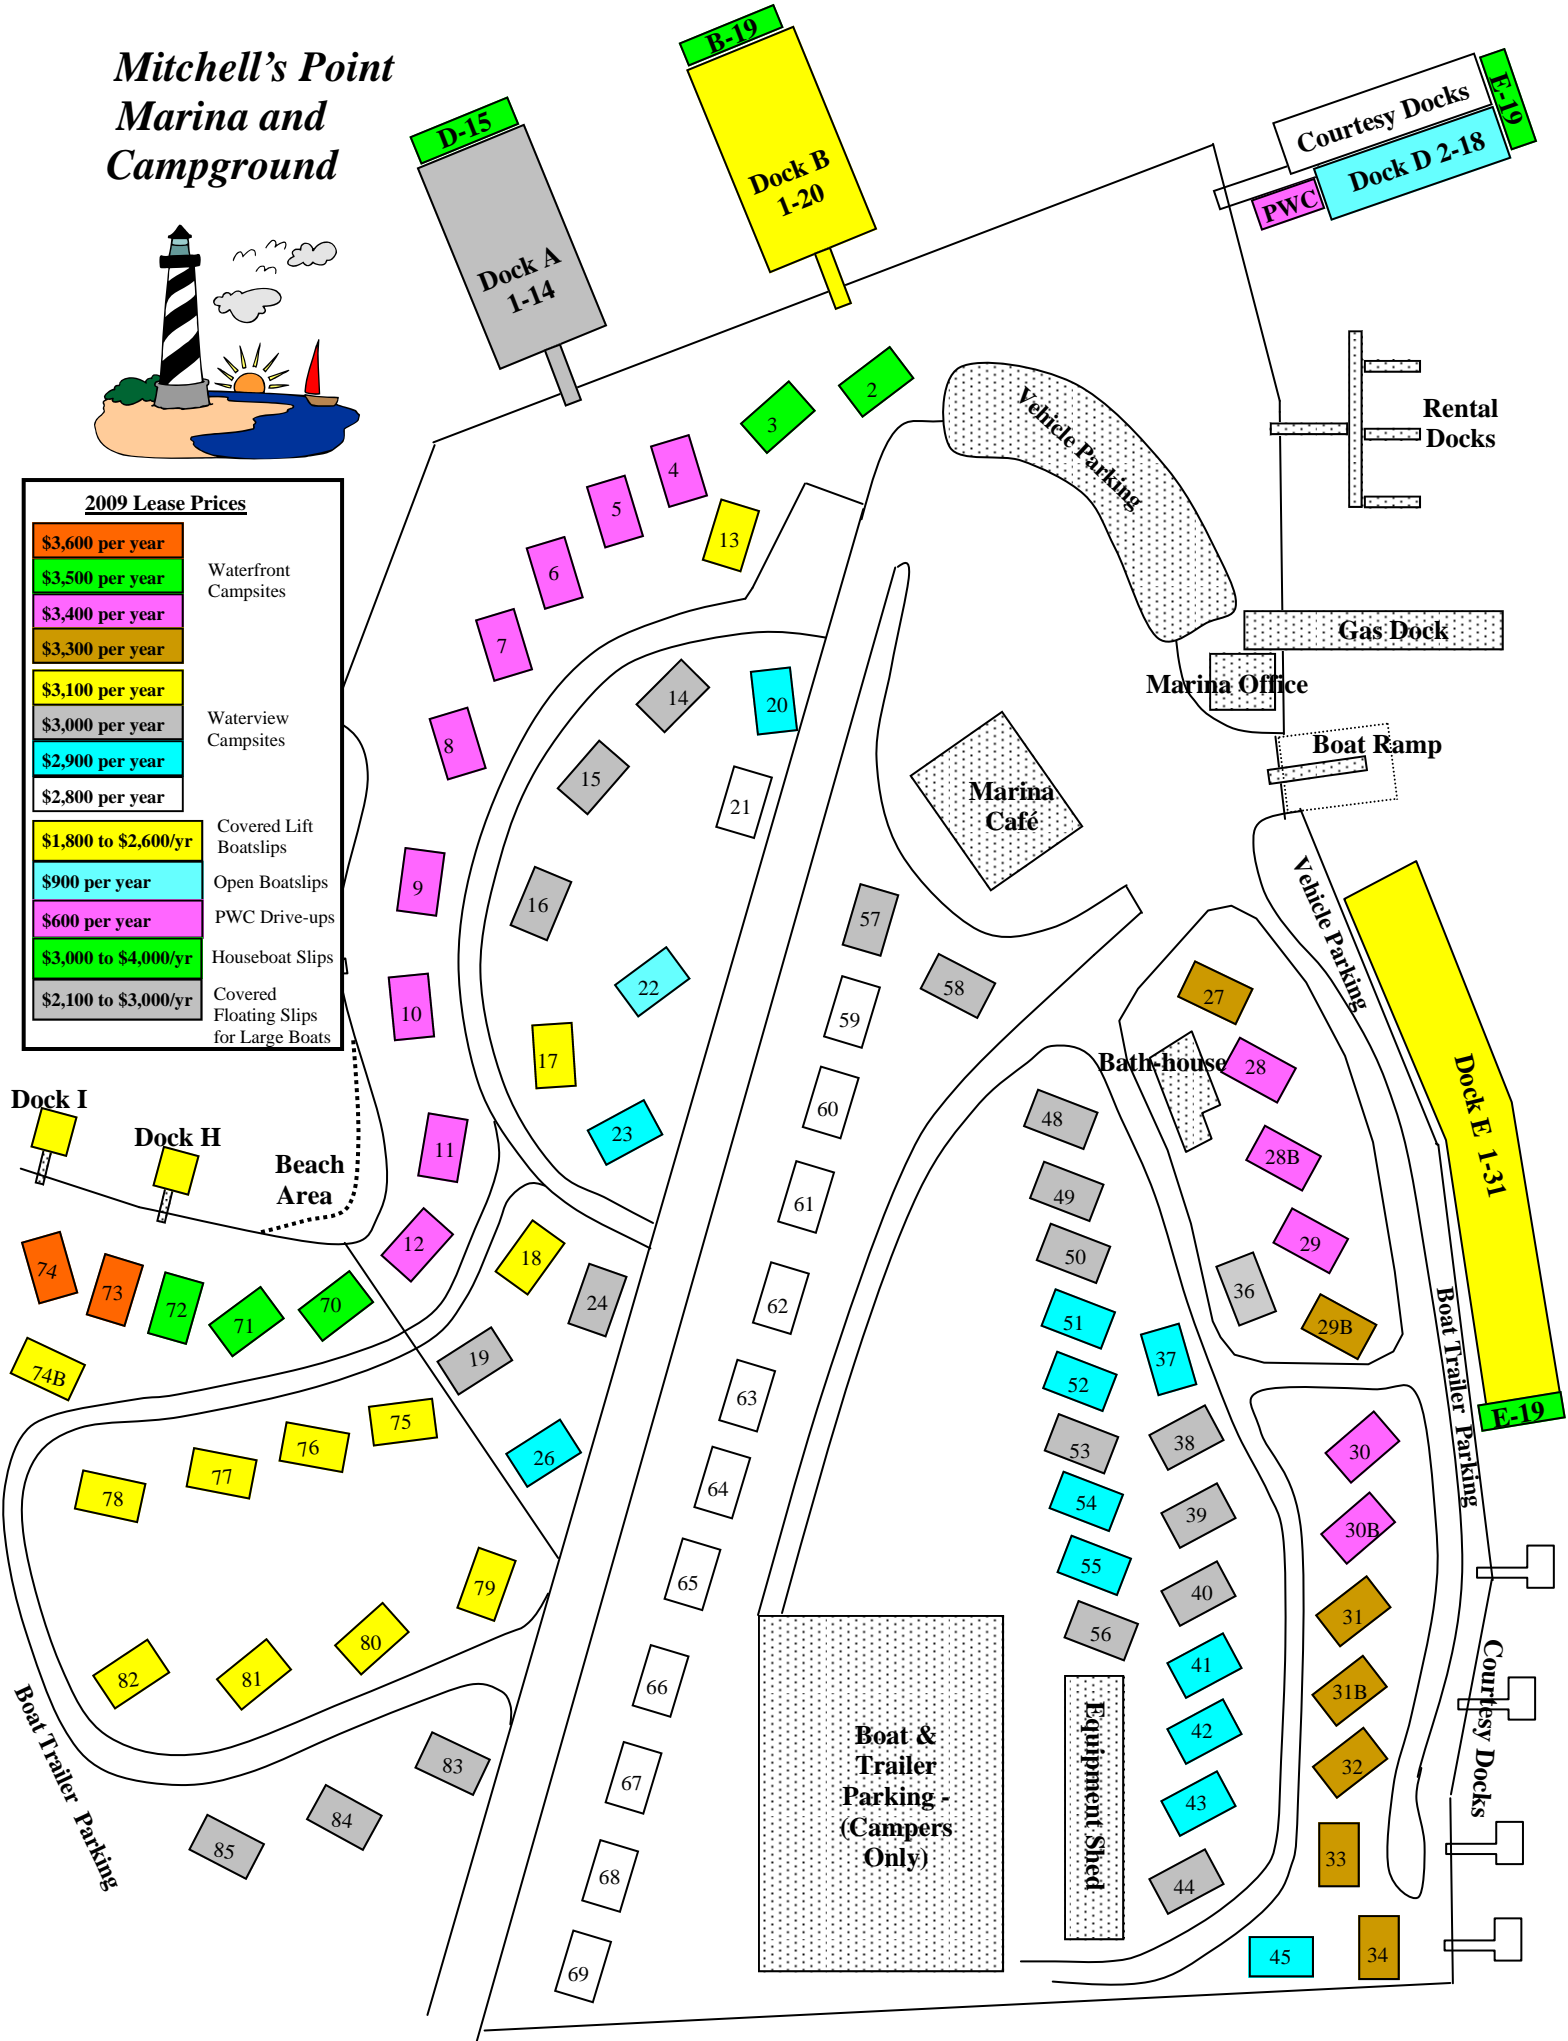 Mitchell's Point
Marina and
Campground
D-15
Dock A
1-14
B-19
Dock B
1-20
Courtesy Docks
Dock D 2-18
E-19
PWC
Rental
Docks
Vehicle Parking
Gas Dock
Marina Office
Boat Ramp
Marina
Café
Vehicle Parking
Dock E 1-31
E-19
Boat Trailer Parking
Courtesy Docks
Bath-house
2009 Lease Prices
$3,600 per year
$3,500 per year
$3,400 per year
$3,300 per year
Waterfront
Campsites
$3,100 per year
$3,000 per year
$2,900 per year
$2,800 per year
Waterview
Campsites
$1,800 to $2,600/yr
Covered Lift
Boatslips
$900 per year
Open Boatslips
$600 per year
PWC Drive-ups
$3,000 to $4,000/yr
Houseboat Slips
$2,100 to $3,000/yr
Covered
Floating Slips
for Large Boats
Dock I
Dock H
Beach
Area
2
3
4
5
6
7
8
9
10
11
12
13
14
15
16
17
18
19
20
21
22
23
24
26
27
28
28B
29
29B
30
30B
31
31B
32
33
34
36
37
38
39
40
41
42
43
44
45
48
49
50
51
52
53
54
55
56
57
58
59
60
61
62
63
64
65
66
67
68
69
70
71
72
73
74
74B
75
76
77
78
79
80
81
82
83
84
85
Boat Trailer Parking
Boat &
Trailer
Parking -
(Campers
Only)
Equipment Shed